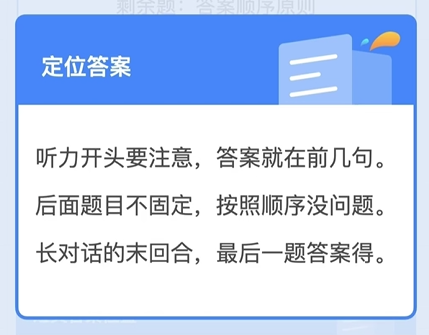 剩余题：答案顺序原则
定位答案
听力开头要注意，答案就在前几句。
后面题目不固定，按照顺序没问题。
长对话的末回合，最后一题答案得。